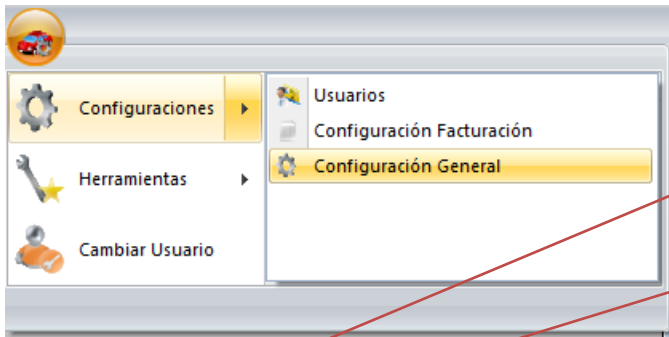 Configuraciones
Usuarios
Configuración Facturación
Configuración General
Herramientas
Cambiar Usuario